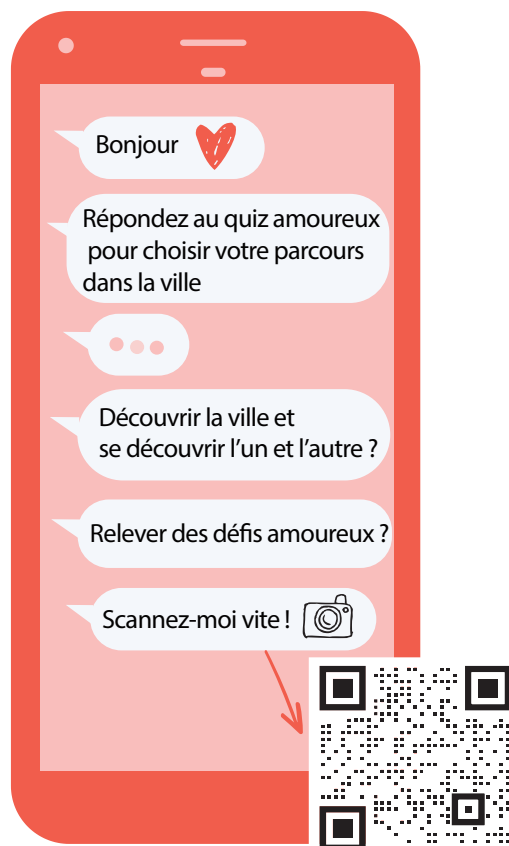 Bonjour
Répondez au quiz amoureux
pour choisir votre parcours
dans la ville
Découvrir la ville et
se découvrir l'un et l'autre ?
Relever des défis amoureux ?
Scannez-moi vite !